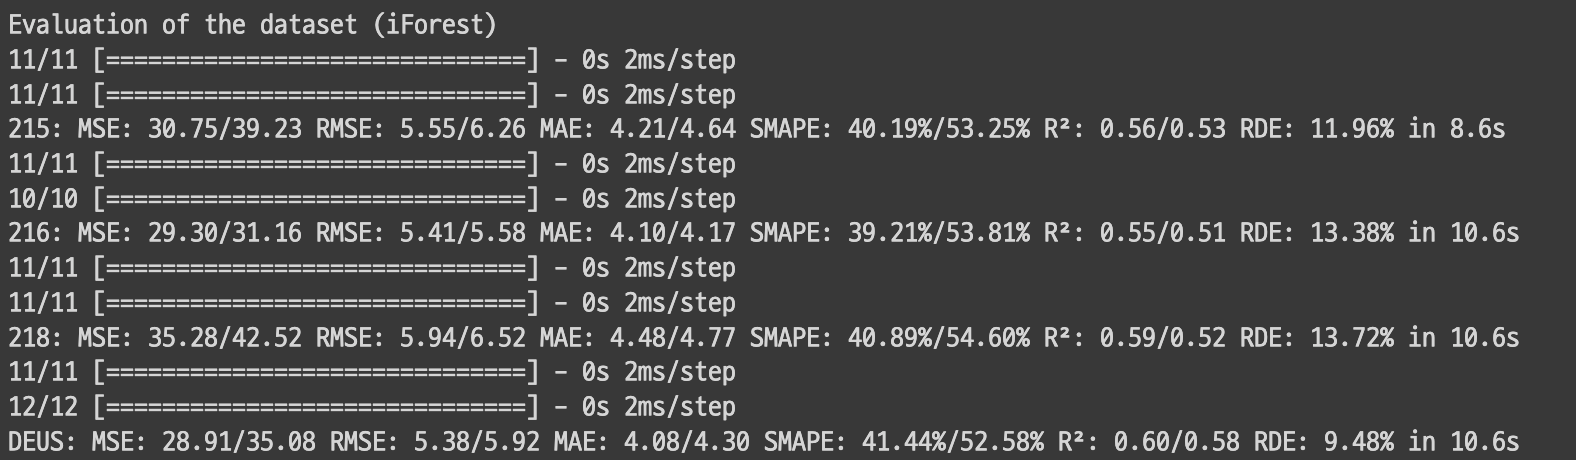 Evaluation of the dataset (iForest)
11/11 [==============================] - 0s 2ms/step
11/11 [==============================] - 0s 2ms/step
215: MSE: 30.75/39.23 RMSE: 5.55/6.26 MAE: 4.21/4.64 SMAPE: 40.19%/53.25% R²: 0.56/0.53 RDE: 11.96% in 8.6s
11/11 [==============================] - 0s 2ms/step
10/10 [==============================] - 0s 2ms/step
216: MSE: 29.30/31.16 RMSE: 5.41/5.58 MAE: 4.10/4.17 SMAPE: 39.21%/53.81% R²: 0.55/0.51 RDE: 13.38% in 10.6s
11/11 [==============================] - 0s 2ms/step
11/11 [==============================] - 0s 2ms/step
218: MSE: 35.28/42.52 RMSE: 5.94/6.52 MAE: 4.48/4.77 SMAPE: 40.89%/54.60% R²: 0.59/0.52 RDE: 13.72% in 10.6s
11/11 [==============================] - 0s 2ms/step
12/12 [==============================] - 0s 2ms/step
DEUS: MSE: 28.91/35.08 RMSE: 5.38/5.92 MAE: 4.08/4.30 SMAPE: 41.44%/52.58% R²: 0.60/0.58 RDE: 9.48% in 10.6s